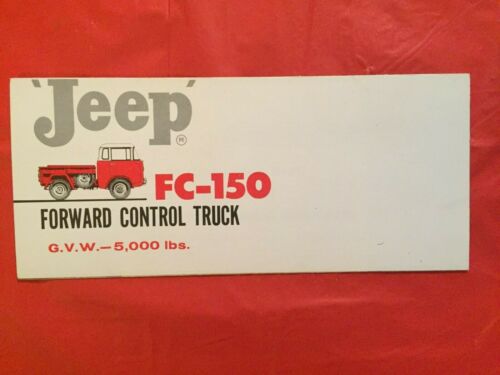 'Jeep'®
FC-150
FORWARD CONTROL TRUCK
G.V.W.—5,000 lbs.